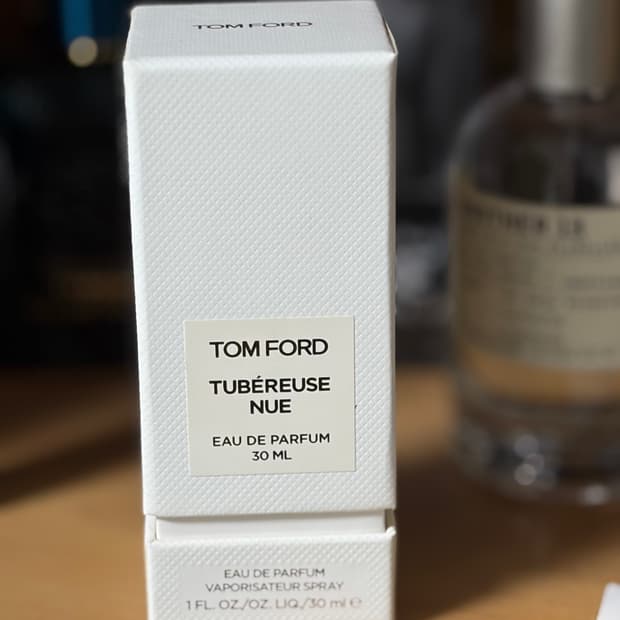 TOM FORD
TOM FORD
TUBÉREUSE
NUE
EAU DE PARFUM
30 ML
EAU DE PARFUM
VAPORISATEUR SPRAY
1 FL. OZ./OZ. LIQ./30 ml ℮